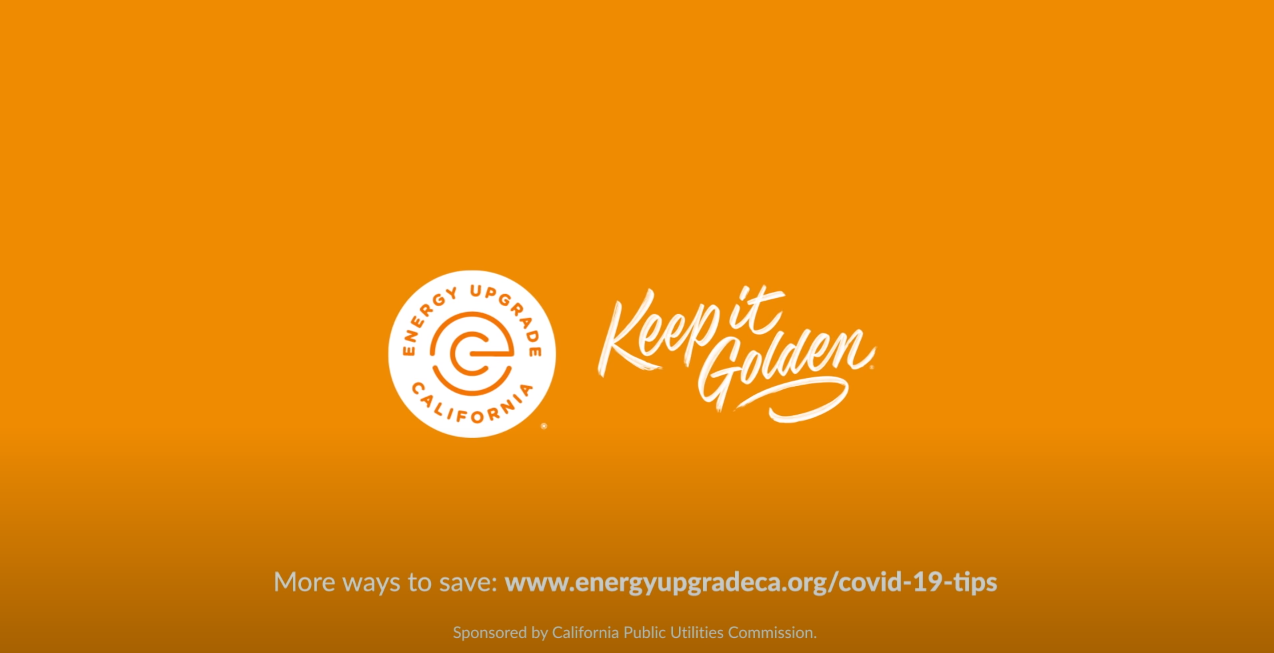 ENERGY UPGRADE
CALIFORNIA
®
Keep it
Golden
®
More ways to save: www.energyupgradeca.org/covid-19-tips
Sponsored by California Public Utilities Commission.